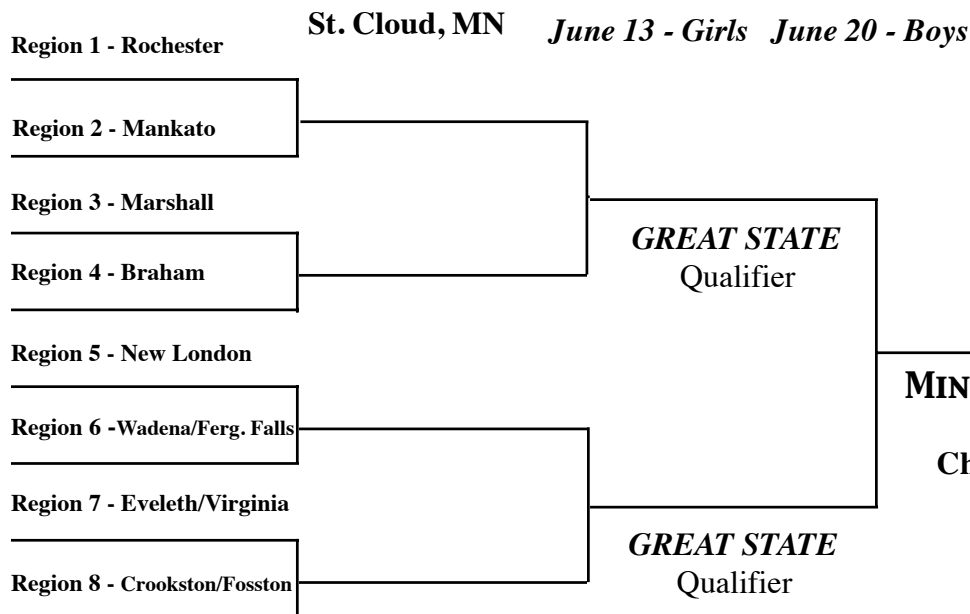 St. Cloud, MN June 13 - Girls June 20 - Boys
Region 1 - Rochester
Region 2 - Mankato
Region 3 - Marshall
GREAT STATE
Qualifier
Region 4 - Braham
Region 5 - New London
MIN
Region 6 -Wadena/Ferg. Falls
Ch
Region 7 - Eveleth/Virginia
GREAT STATE
Qualifier
Region 8 - Crookston/Fosston